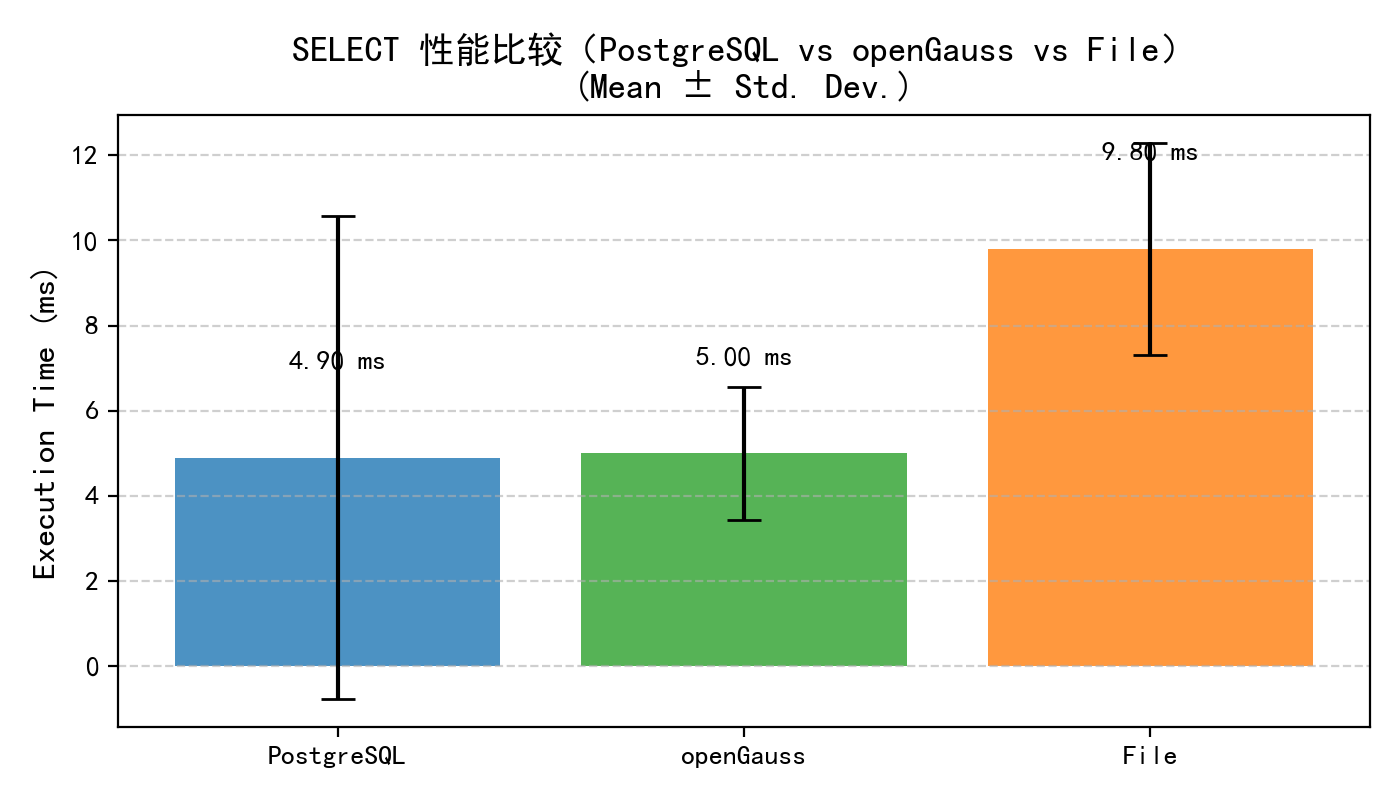 SELECT 性能比较（PostgreSQL vs openGauss vs File）
(Mean ± Std. Dev.)
Execution Time (ms)
12
10
8
6
4
2
0
4.90 ms
5.00 ms
9.80 ms
PostgreSQL
openGauss
File